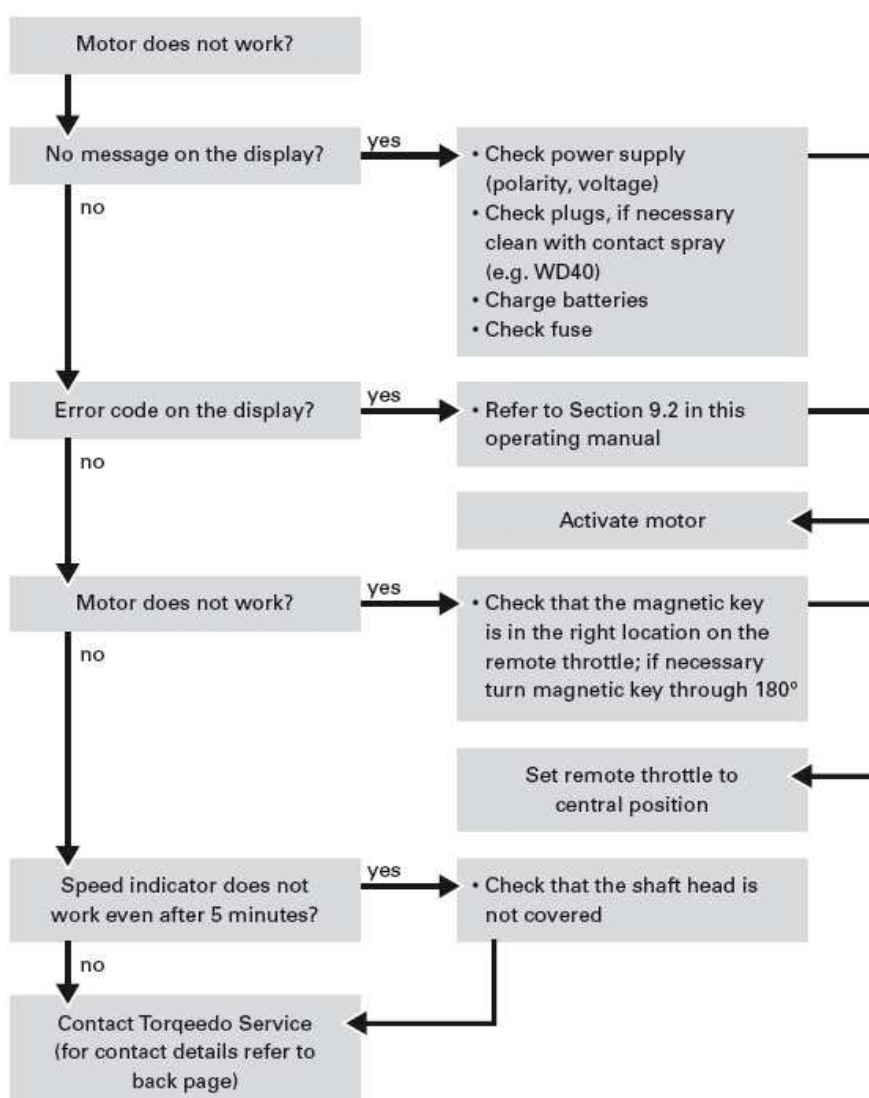 Motor does not work?
No message on the display?
yes
• Check power supply
(polarity, voltage)
• Check plugs, if necessary
clean with contact spray
(e.g. WD40)
• Charge batteries
• Check fuse
no
Error code on the display?
yes
• Refer to Section 9.2 in this
operating manual
no
Activate motor
Motor does not work?
yes
• Check that the magnetic key
is in the right location on the
remote throttle; if necessary
turn magnetic key through 180°
no
Set remote throttle to
central position
Speed indicator does not
work even after 5 minutes?
yes
• Check that the shaft head is
not covered
no
Contact Torqeedo Service
(for contact details refer to
back page)